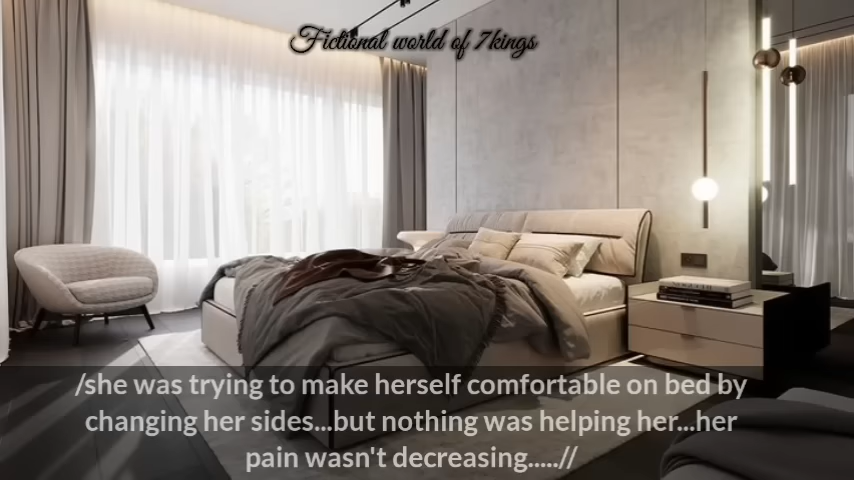 Fictional world of 7kings
/she was trying to make herself comfortable on bed by
changing her sides...but nothing was helping her...her
pain wasn't decreasing.....//